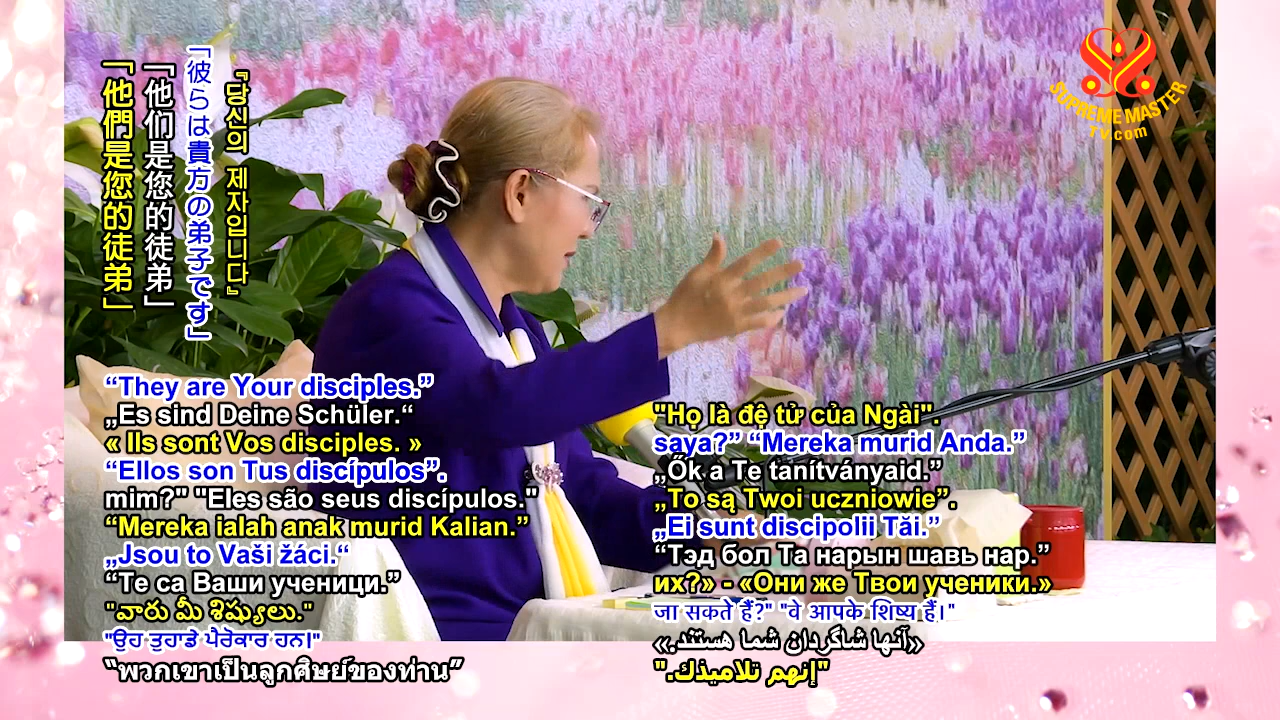 「他們是您的徒弟」
「他们是您的徒弟」
「彼らは貴方の弟子です」
『당신의 제자입니다』
SUPREME MASTER
TV.com
“They are Your disciples.”
„Es sind Deine Schüler.“
« Ils sont Vos disciples. »
“Ellos son Tus discípulos”.
mim?" "Eles são seus discípulos."
“Mereka ialah anak murid Kalian.”
„Jsou to Vaši žáci.“
“Те са Ваши ученици.”
"వారు మీ శిష్యులు."
"ਉਹ ਤੁਹਾਡੇ ਪੈਰੋਕਾਰ ਹਨ।"
“พวกเขาเป็นลูกศิษย์ของท่าน”
"Họ là đệ tử của Ngài".
saya?” “Mereka murid Anda.”
„Ők a Te tanítványaid.”
„To są Twoi uczniowie”.
„Ei sunt discipolii Tăi.”
“Тэд бол Та нарын шавь нар.”
их?» - «Они же Твои ученики.»
जा सकते हैं?" "वे आपके शिष्य हैं।"
«آنها شاگردان شما هستند.»
"إنهم تلاميذك."